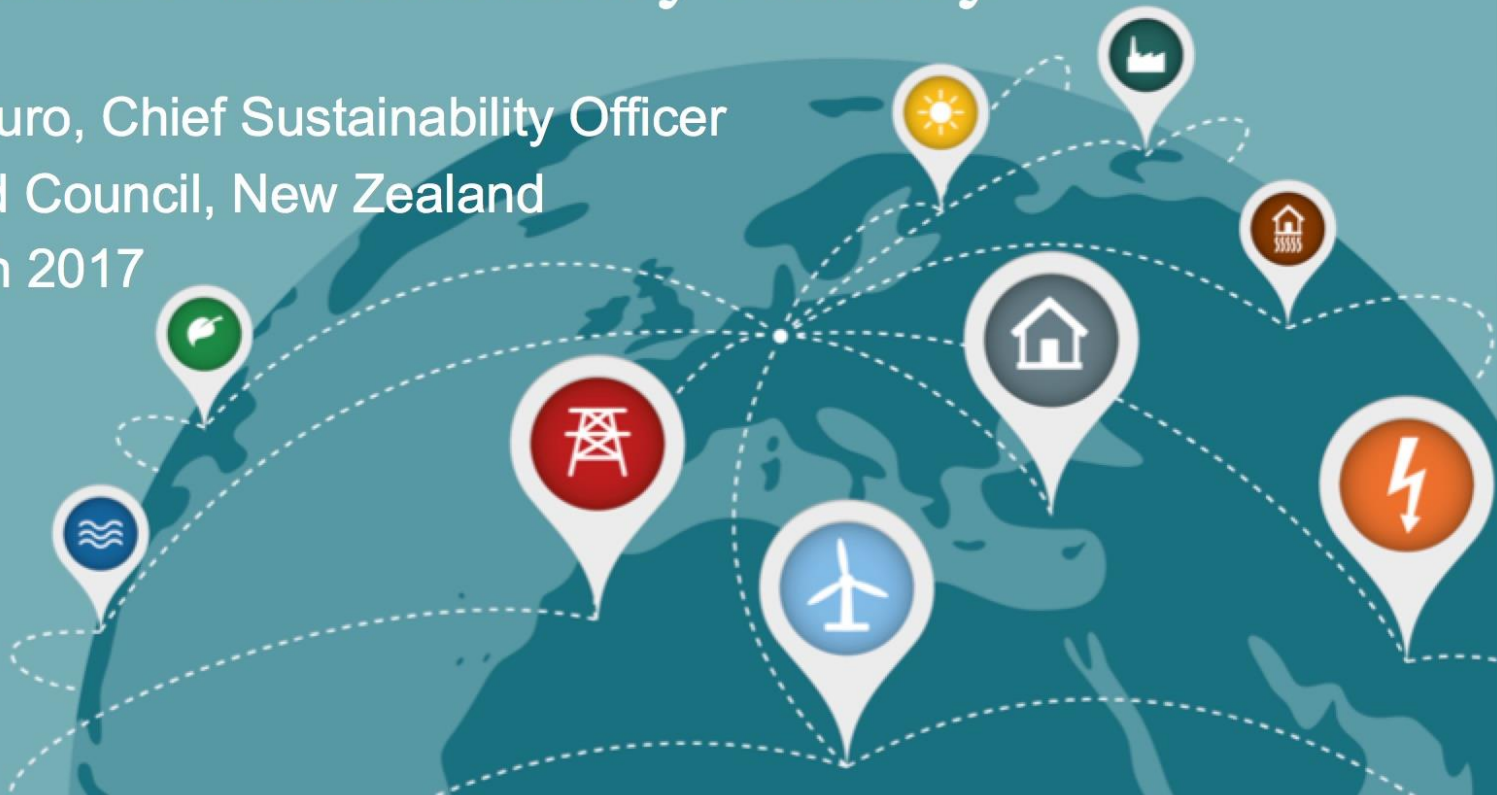 uro, Chief Sustainability Officer
d Council, New Zealand
n 2017